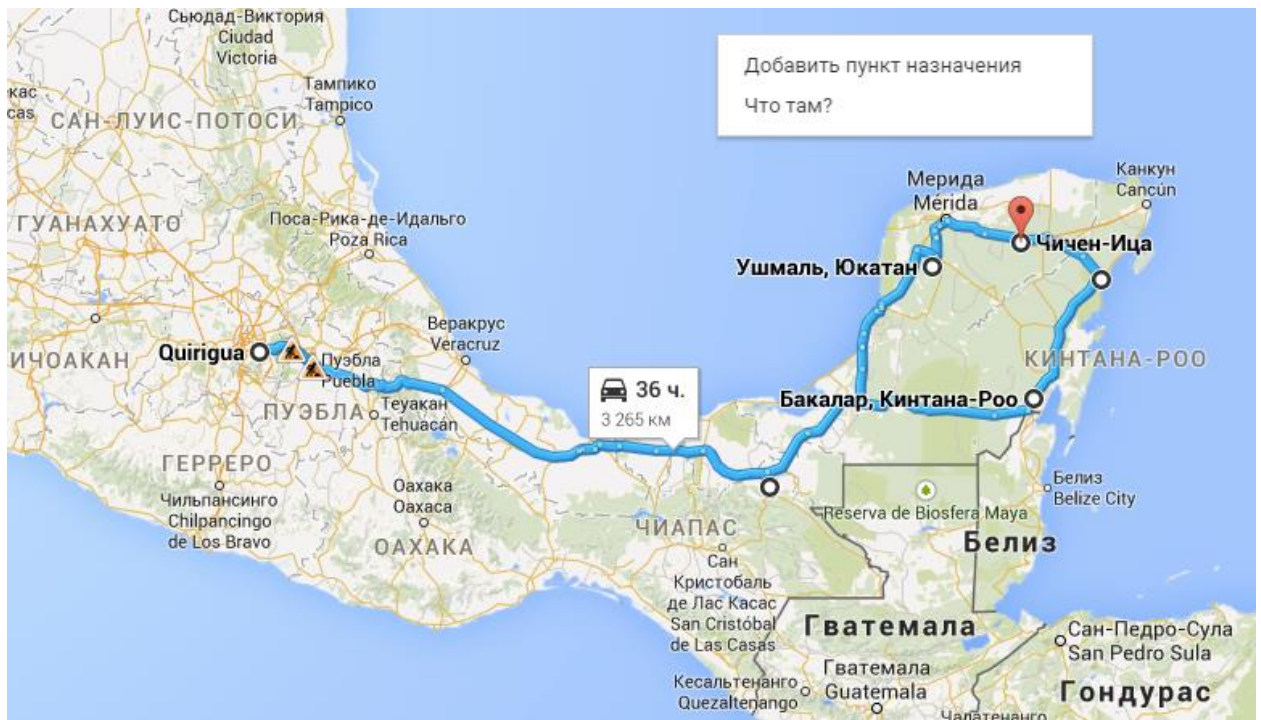 Сьюдад-Виктория
Ciudad
Victoria
Тампико
Tampico
кас
cas
САН-ЛУИС-ПОТОСИ
Добавить пункт назначения
Что там?
ГУАНАХУАТО
Поса-Рика-де-Идальго
Poza Rica
Мерида
Mérida
Канкун
Cancún
Чичен-Ица
Ушмаль, Юкатан
Веракрус
Veracruz
ИЧОАКАН
Quirigua
Пуэбла
Puebla
КИНТАНА-РОО
36 ч.
3 265 км
Бакалар, Кинтана-Роо
ПУЭБЛА
Теуакан
Tehuacán
ГЕРРЕРО
Чильпансинго
Chilpancingo
de Los Bravo
Оахака
Oaxaca
ОАХАКА
Белиз
Belize City
Reserva de Biosfera Maya
ЧИАПАС
Белиз
Сан
Кристобаль
де Лас Касас
San Cristóbal
de Las Casas
Гватемала
Сан-Педро-Сула
San Pedro Sula
Кесальтенанго
Quezaltenango
Гватемала
Guatemala
Гондурас
Чалатенанго